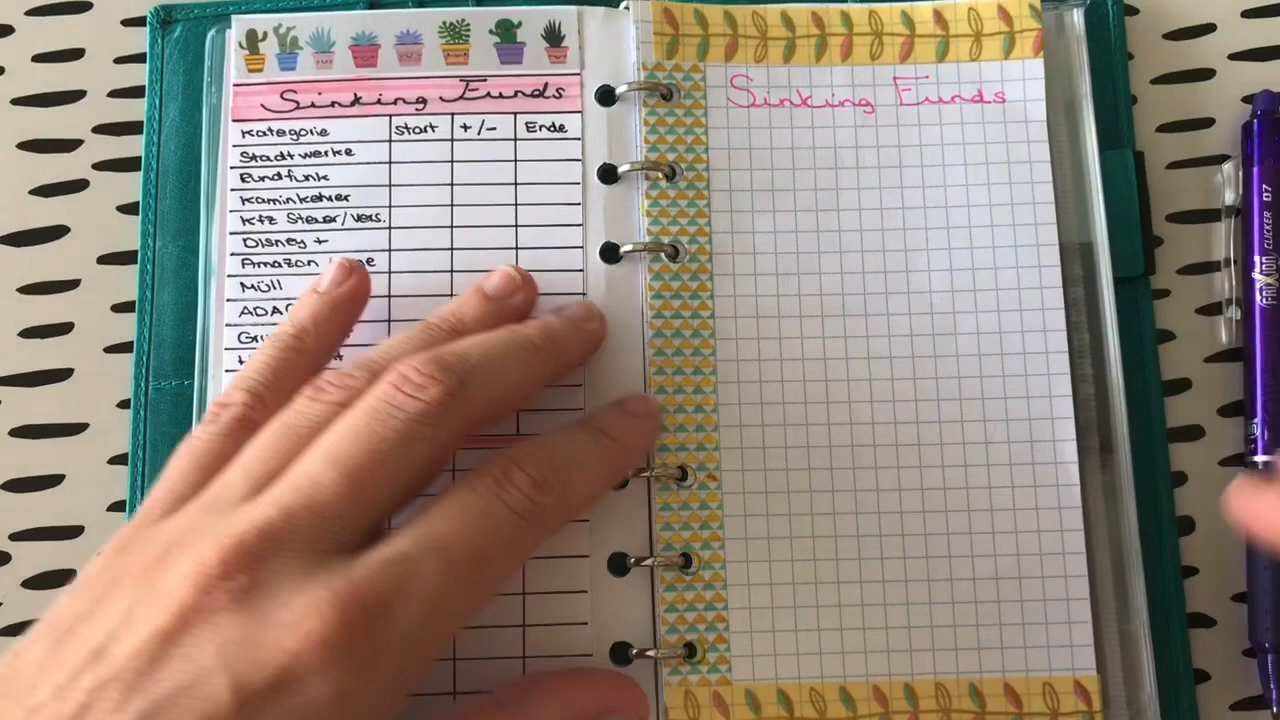 Sinking Funds
Kategorie start +/- Ende
Stadtwerke
Rundfunk
Kaminkehrer
Kfz Steuer/Vers.
Disney +
Amazon
Müll
Sinking Funds
FRIXION CLICKER 07